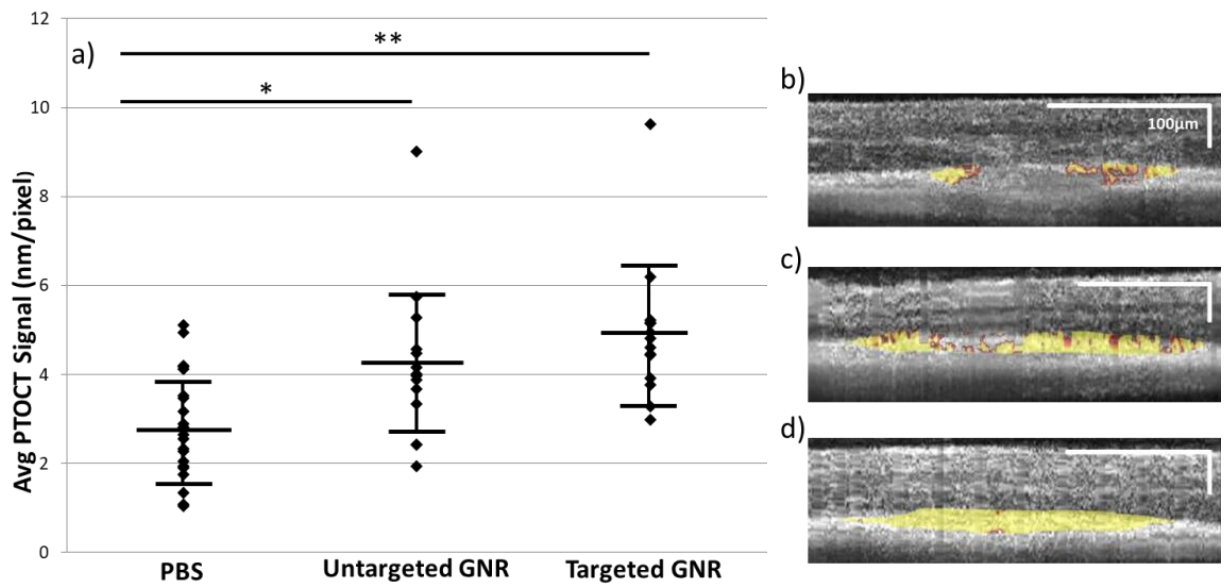 a)
**
*
12
10
8
6
4
2
0
Avg PTOCT Signal (nm/pixel)
PBS
Untargeted GNR
Targeted GNR
b)
100µm
c)
d)